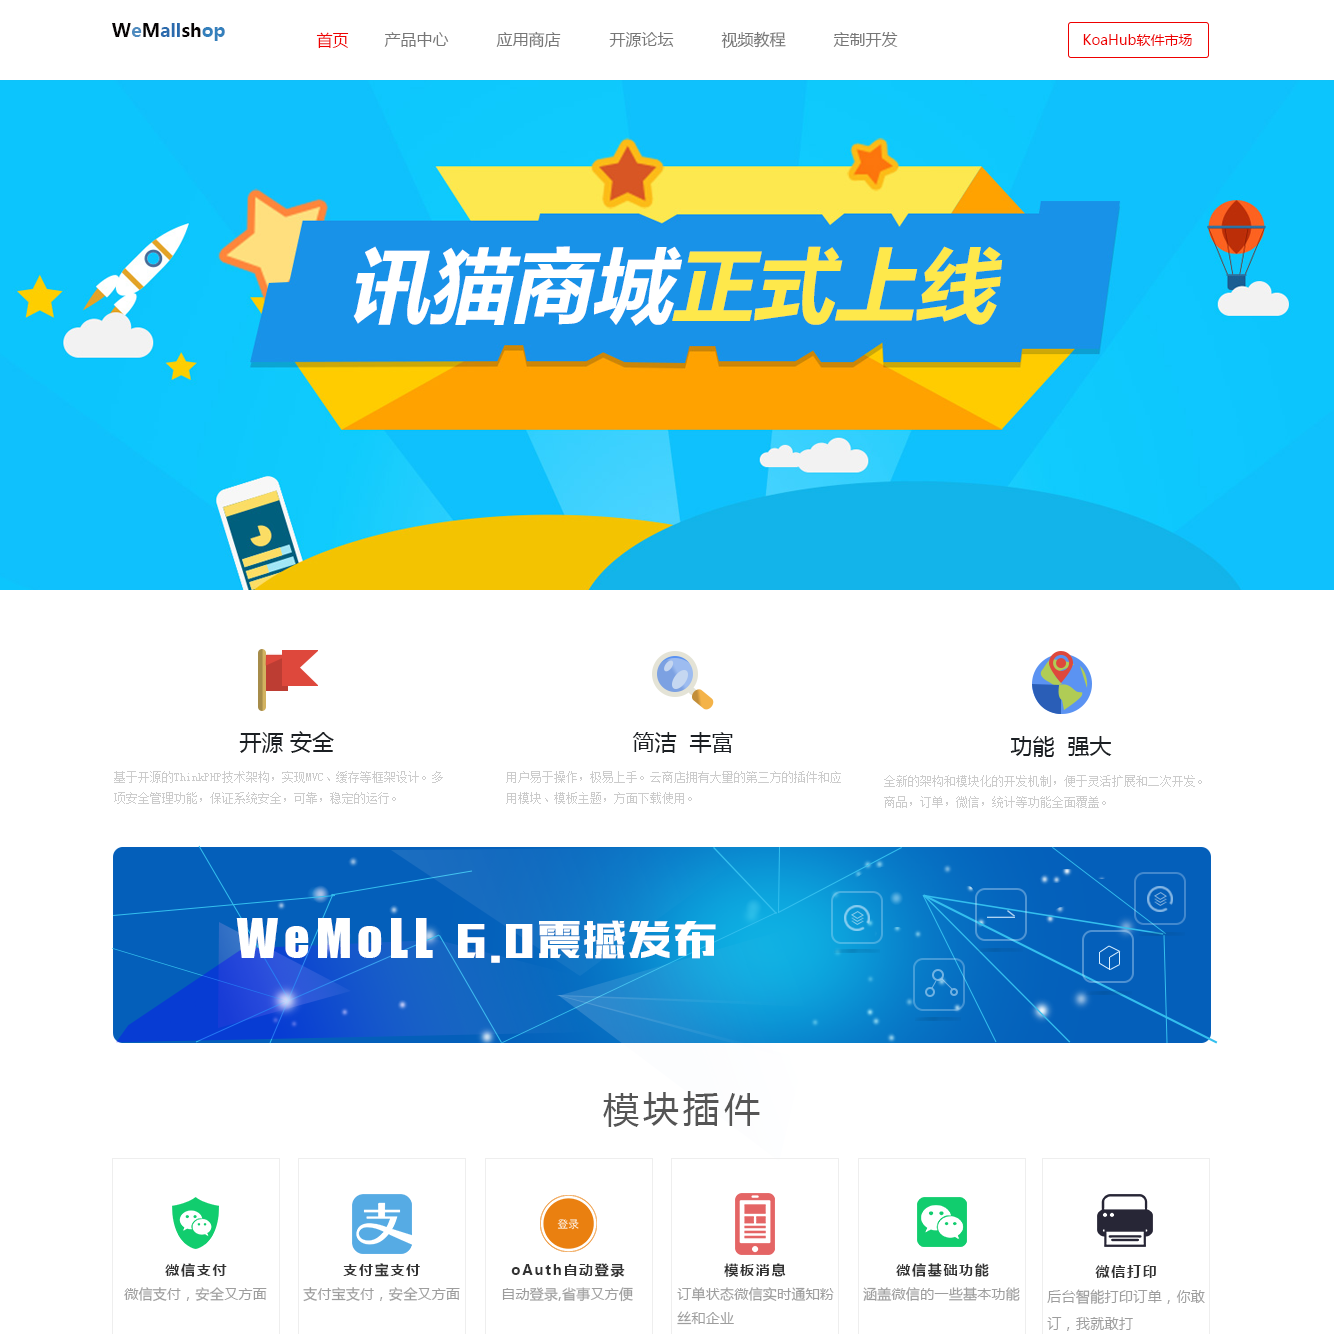 WeMallshop
首页 产品中心 应用商店 开源论坛 视频教程 定制开发
KoaHub软件市场
讯猫商城正式上线
开源 安全
基于开源的ThinkPHP技术架构，实现MVC、缓存等框架设计。多
项安全管理功能，保证系统安全，可靠，稳定的运行。
简洁 丰富
用户易于操作，极易上手。云商店拥有大量的第三方的插件和应
用模块、模板主题，方面下载使用。
功能 强大
全新的架构和模块化的开发机制，便于灵活扩展和二次开发。
商品，订单，微信，统计等功能全面覆盖。
WeMoLL 6.0震撼发布
模块插件
微信支付
微信支付，安全又方面
支
支付宝支付
支付宝支付，安全又方面
登录
oAuth自动登录
自动登录,省事又方便
模板消息
订单状态微信实时通知粉
丝和企业
微信基础功能
涵盖微信的一些基本功能
微信打印
后台智能打印订单，你敢
订，我就敢打